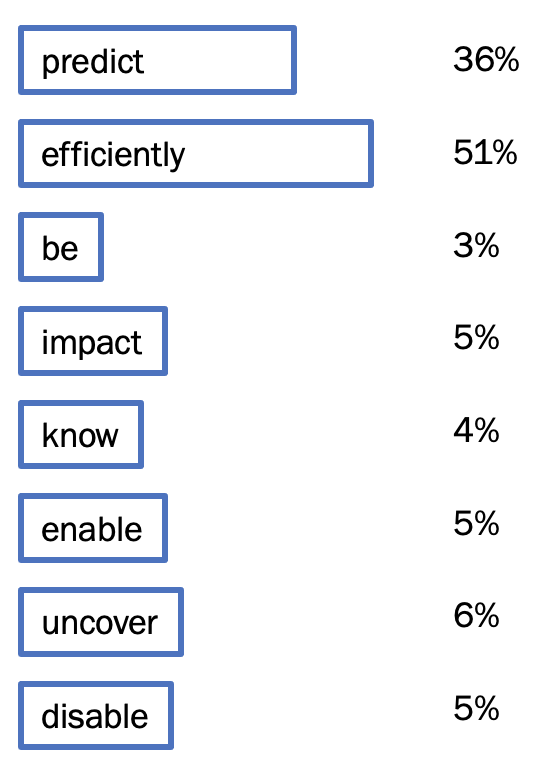 predict 36%
efficiently 51%
be 3%
impact 5%
know 4%
enable 5%
uncover 6%
disable 5%